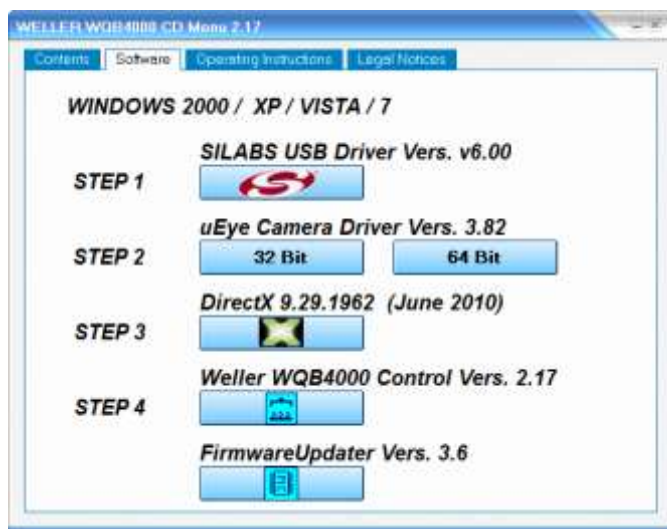 WELLER WQB4000 CD Menu 2.17
Contents Software Operating Instructions Legal Notices
WINDOWS 2000 / XP / VISTA / 7
SILABS USB Driver Vers. v6.00
STEP 1
uEye Camera Driver Vers. 3.82
STEP 2 32 Bit 64 Bit
DirectX 9.29.1962 (June 2010)
STEP 3
Weller WQB4000 Control Vers. 2.17
STEP 4
FirmwareUpdater Vers. 3.6